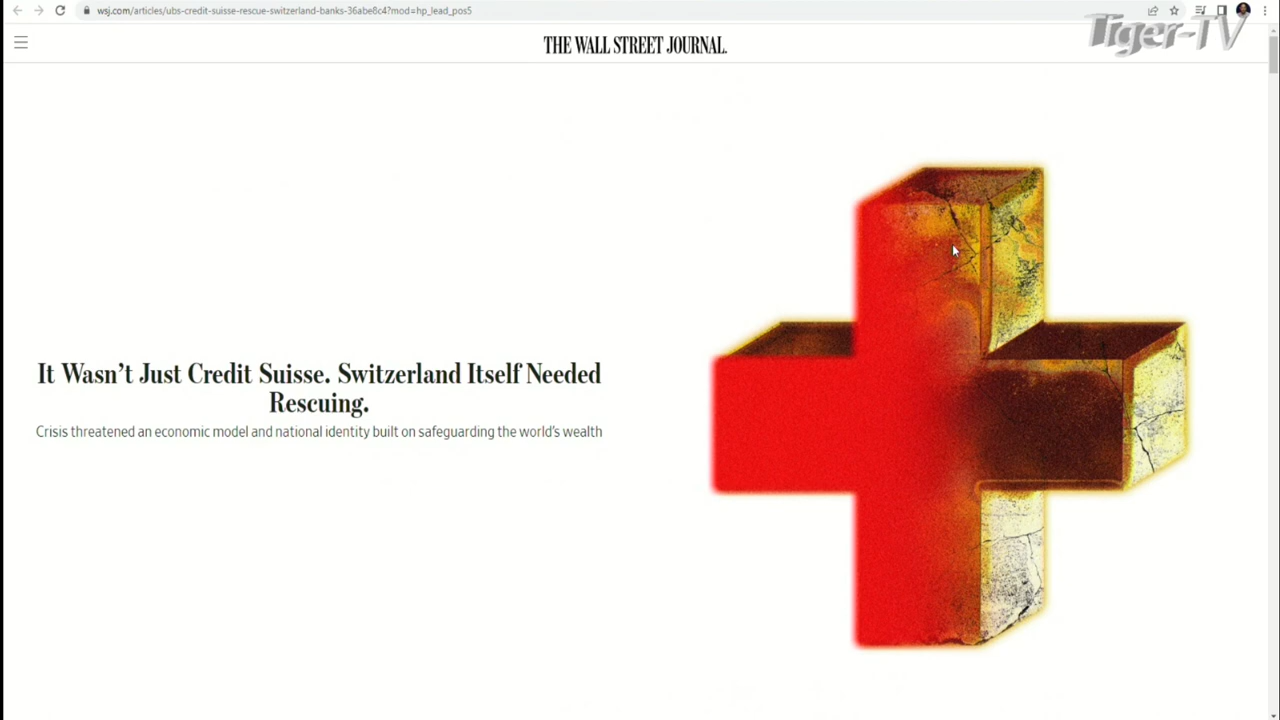 wsj.com/articles/ubs-credit-suisse-rescue-switzerland-banks-36abe8c4?mod=hp_lead_pos5
Tiger-TV
THE WALL STREET JOURNAL.
It Wasn't Just Credit Suisse. Switzerland Itself Needed
Rescuing.
Crisis threatened an economic model and national identity built on safeguarding the world's wealth